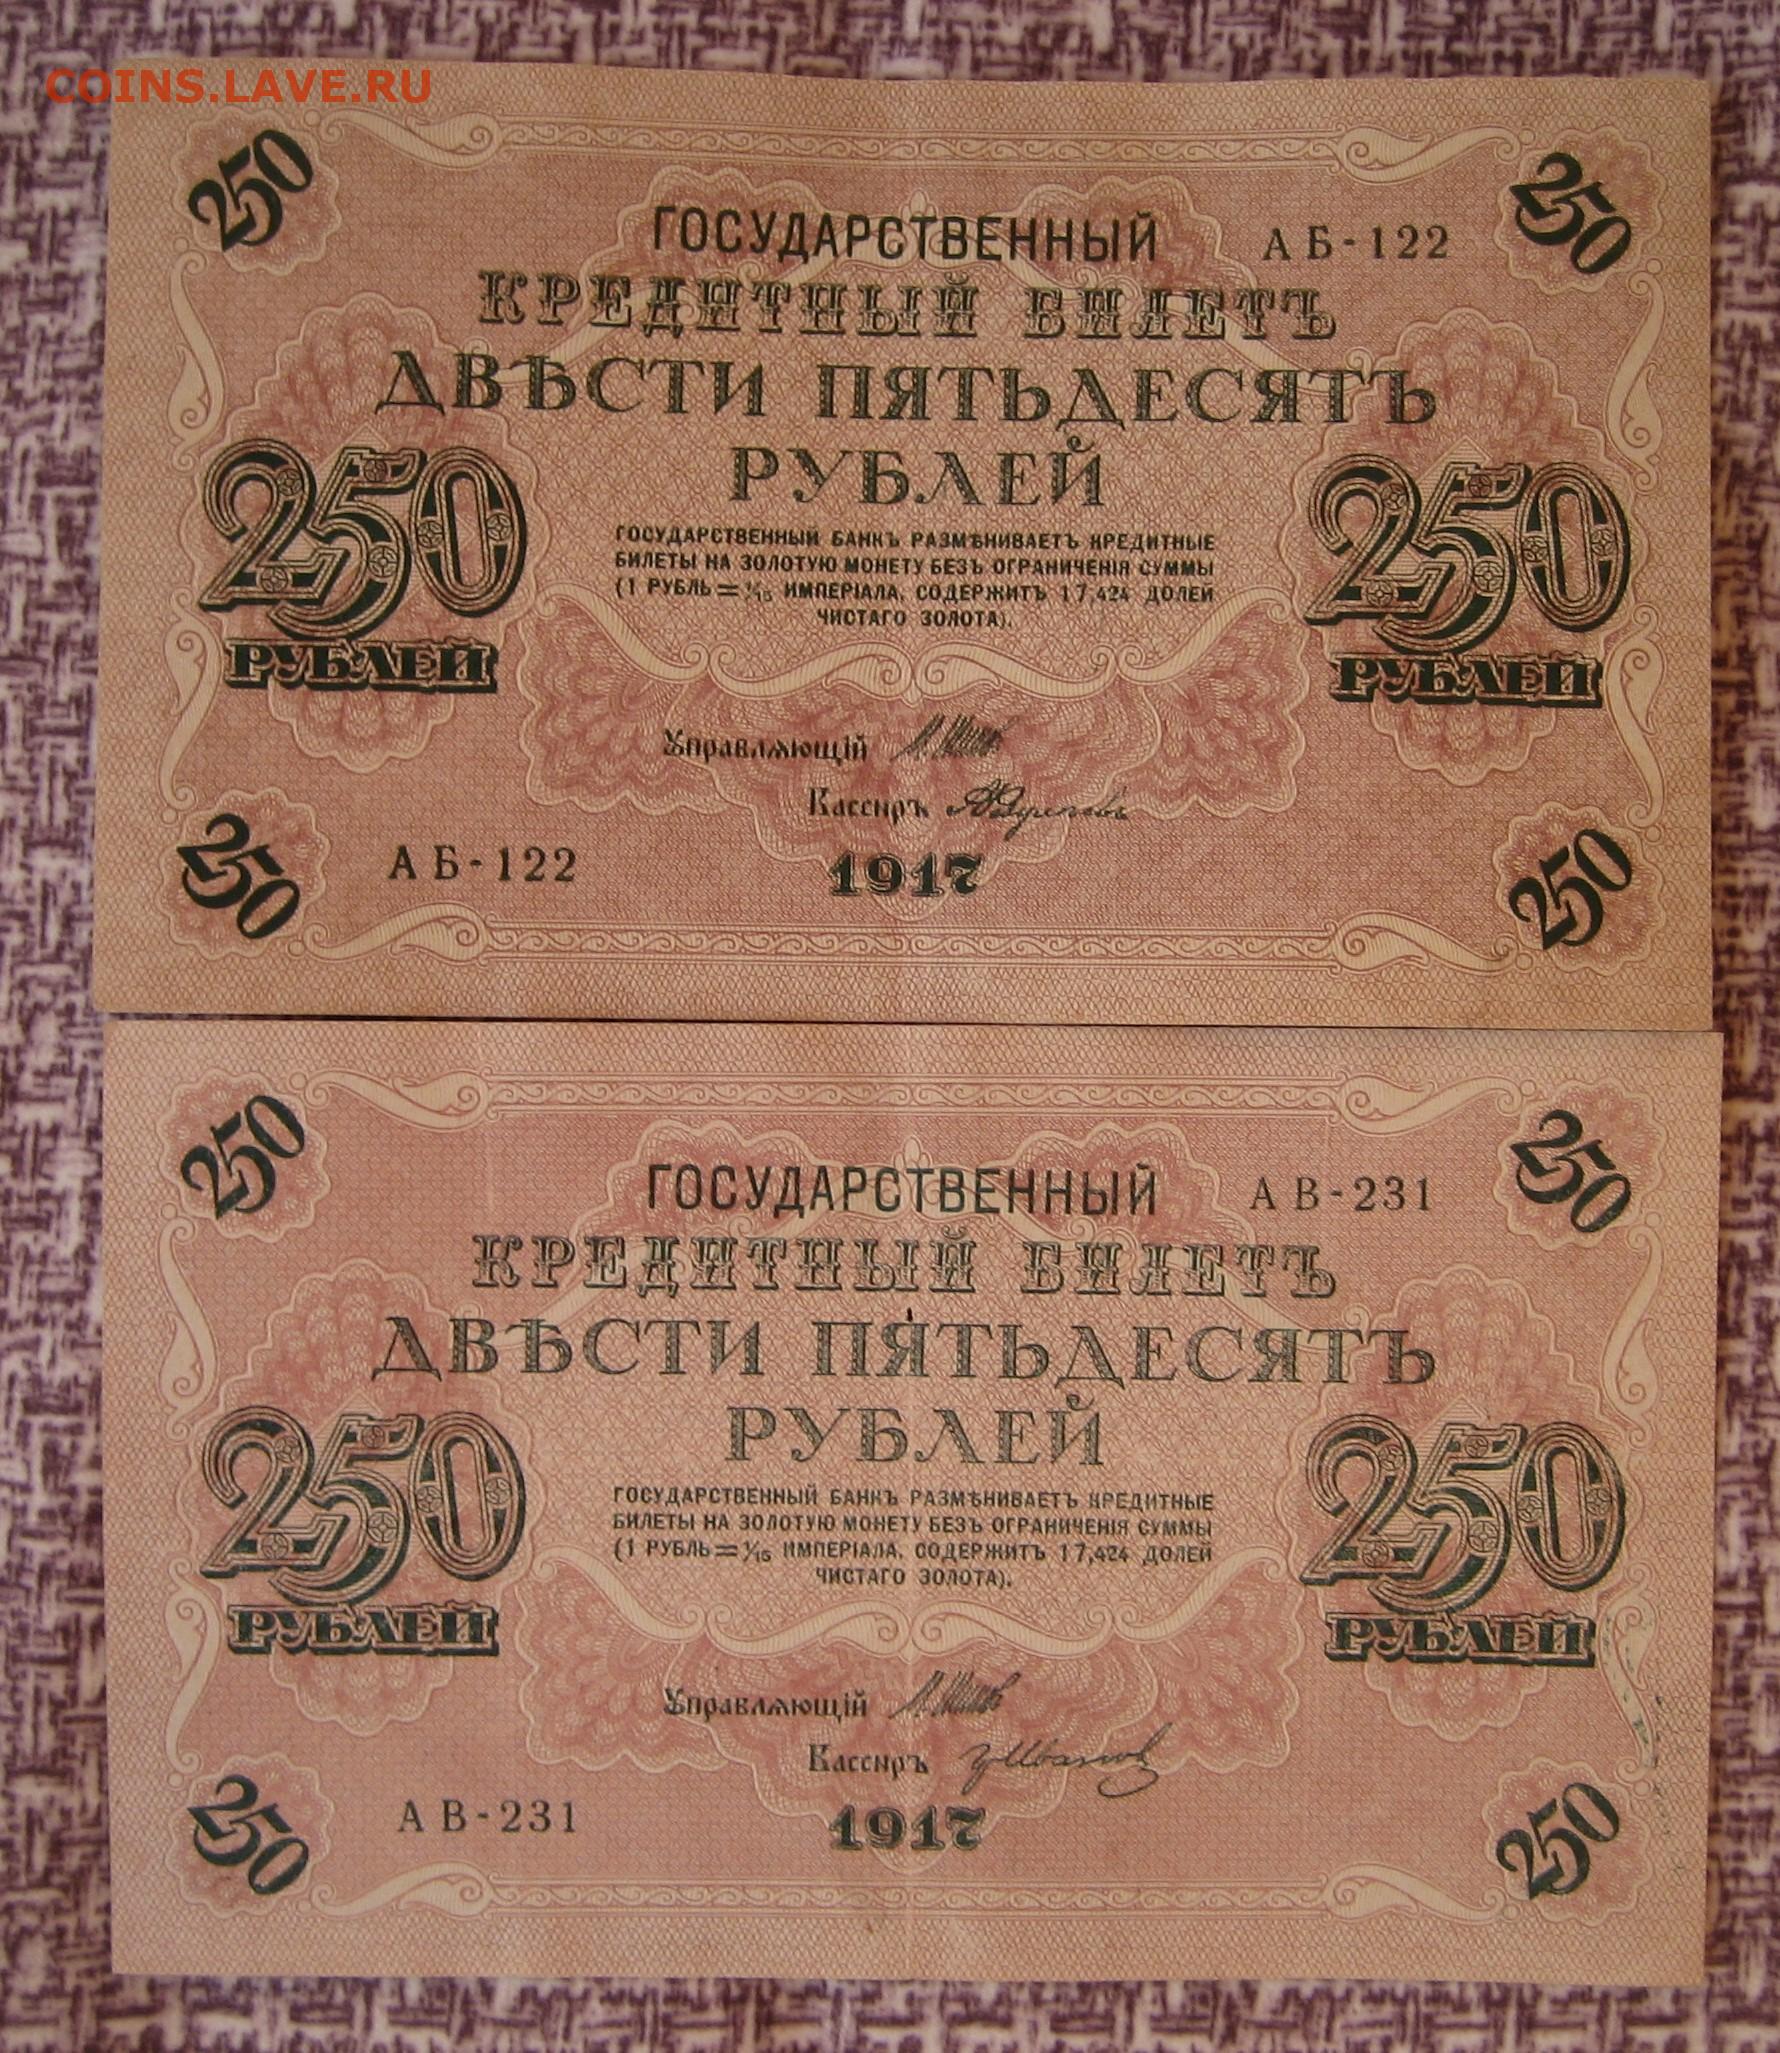 COINS.LAVE.RU
250 250
ГОСУДАРСТВЕННЫЙ АБ-122
КРЕДИТНЫЙ БИЛЕТЪ
ДВѢСТИ ПЯТЬДЕСЯТЪ
РУБЛЕЙ
250 250
РУБЛЕЙ РУБЛЕЙ
ГОСУДАРСТВЕННЫЙ БАНКЪ РАЗМѢНИВАЕТЪ КРЕДИТНЫЕ
БИЛЕТЫ НА ЗОЛОТУЮ МОНЕТУ БЕЗЪ ОГРАНИЧЕНІЯ СУММЫ
(1 РУБЛЬ = 1/15 ИМПЕРІАЛА, СОДЕРЖИТЪ 17,424 ДОЛЕЙ
ЧИСТАГО ЗОЛОТА).
Управляющій
Кассиръ
АБ-122 1917
250 250
250 250
ГОСУДАРСТВЕННЫЙ АВ-231
КРЕДИТНЫЙ БИЛЕТЪ
ДВѢСТИ ПЯТЬДЕСЯТЪ
РУБЛЕЙ
250 250
РУБЛЕЙ РУБЛЕЙ
ГОСУДАРСТВЕННЫЙ БАНКЪ РАЗМѢНИВАЕТЪ КРЕДИТНЫЕ
БИЛЕТЫ НА ЗОЛОТУЮ МОНЕТУ БЕЗЪ ОГРАНИЧЕНІЯ СУММЫ
(1 РУБЛЬ = 1/15 ИМПЕРІАЛА, СОДЕРЖИТЪ 17,424 ДОЛЕЙ
ЧИСТАГО ЗОЛОТА).
Управляющій
Кассиръ
АВ-231 1917
250 250